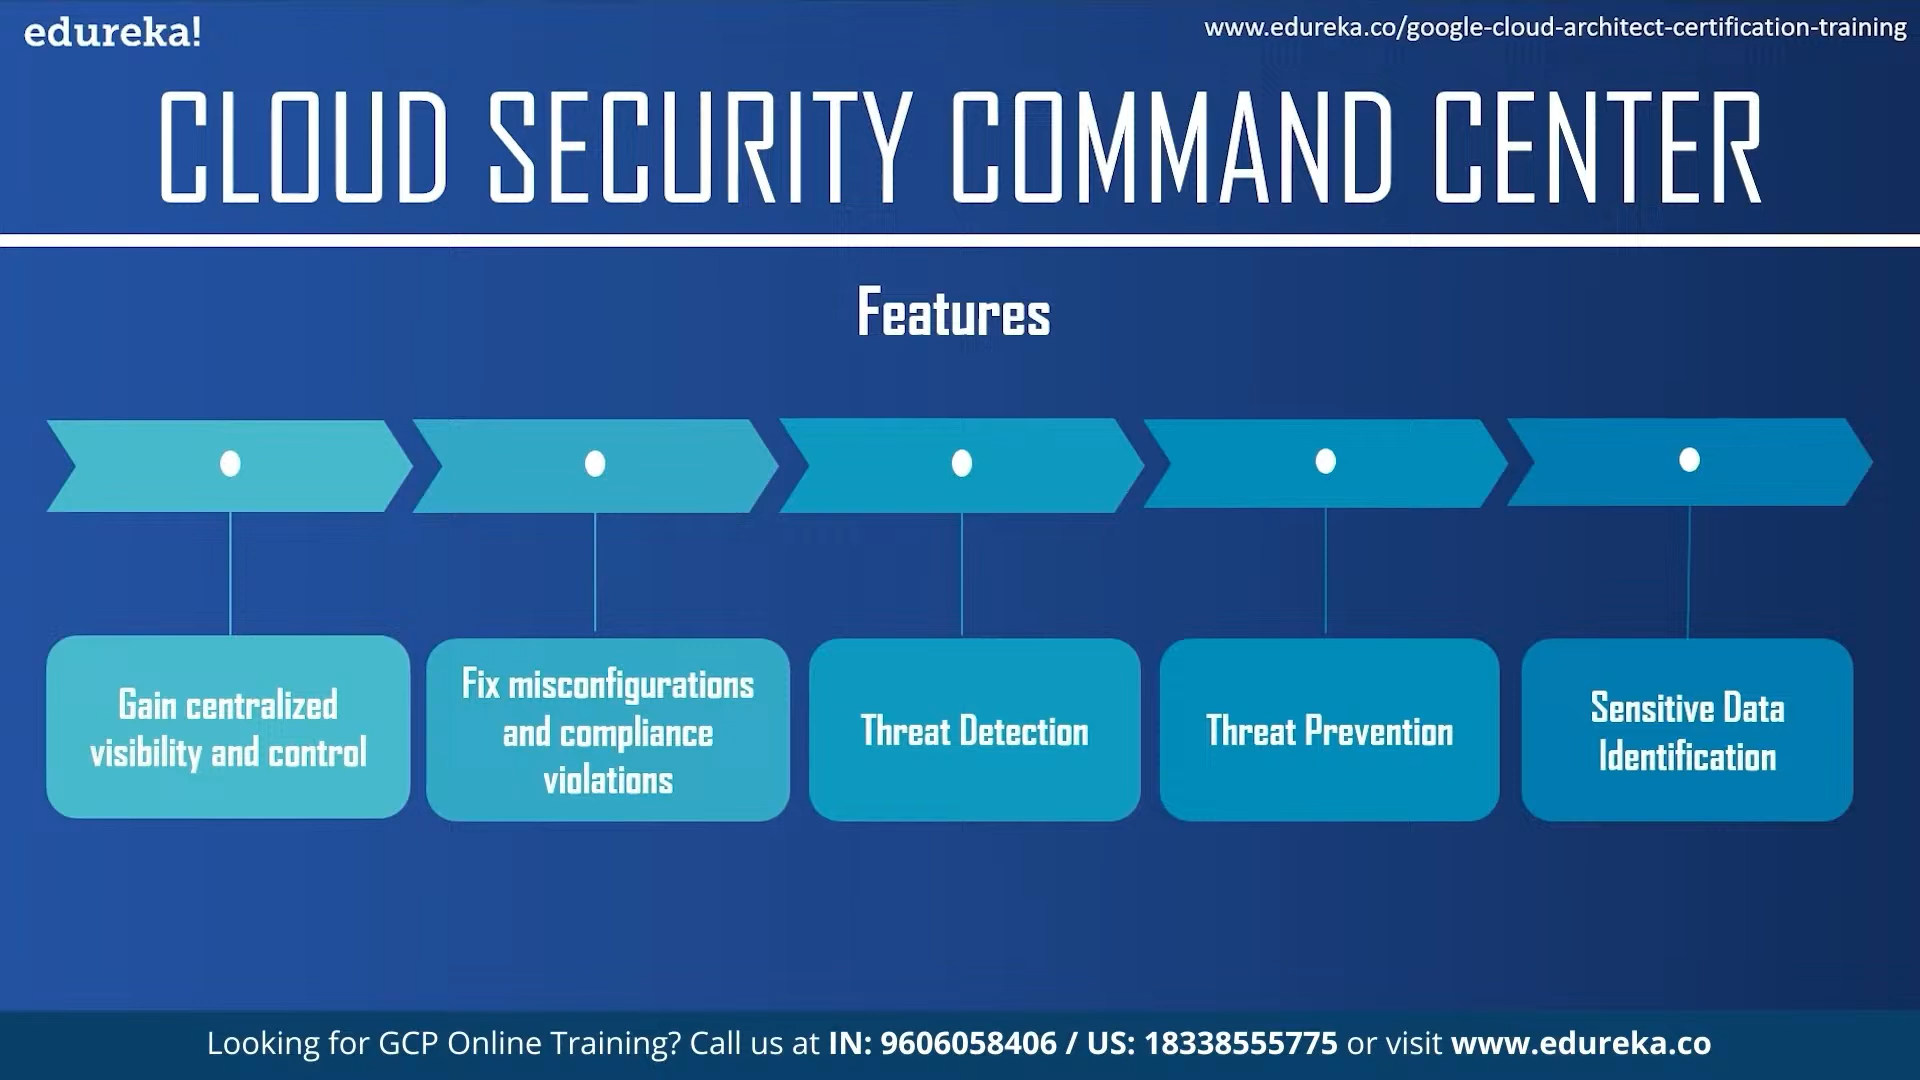 edureka!
www.edureka.co/google-cloud-architect-certification-training
CLOUD SECURITY COMMAND CENTER
Features
Gain centralized
visibility and control
Fix misconfigurations
and compliance
violations
Threat Detection
Threat Prevention
Sensitive Data
Identification
Looking for GCP Online Training? Call us at IN: 9606058406 / US: 18338555775 or visit www.edureka.co